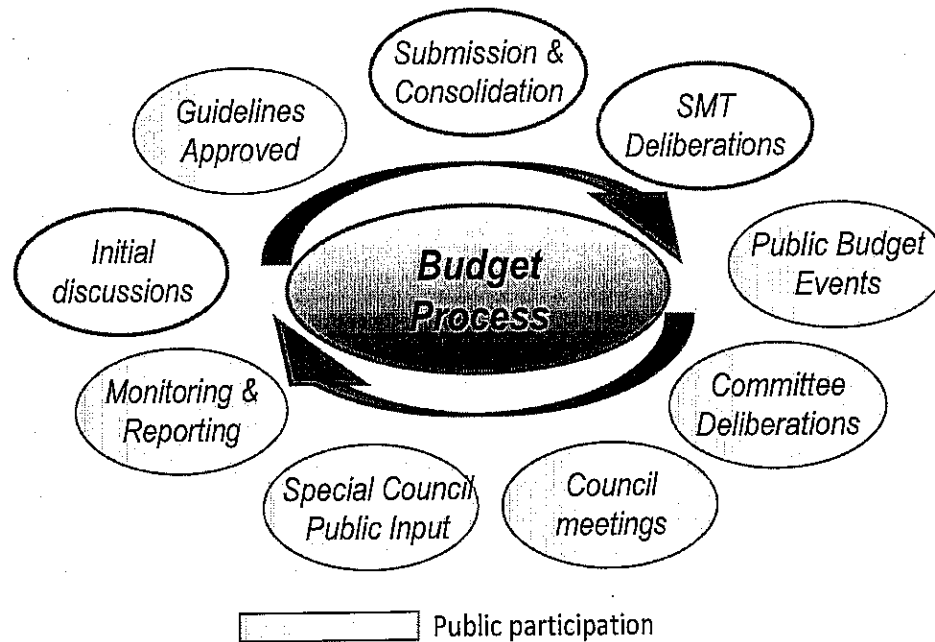 Submission &
Consolidation
SMT
Deliberations
Guidelines
Approved
Public Budget
Events
Initial
discussions
Budget
Process
Committee
Deliberations
Monitoring &
Reporting
Council
meetings
Special Council
Public Input
Public participation